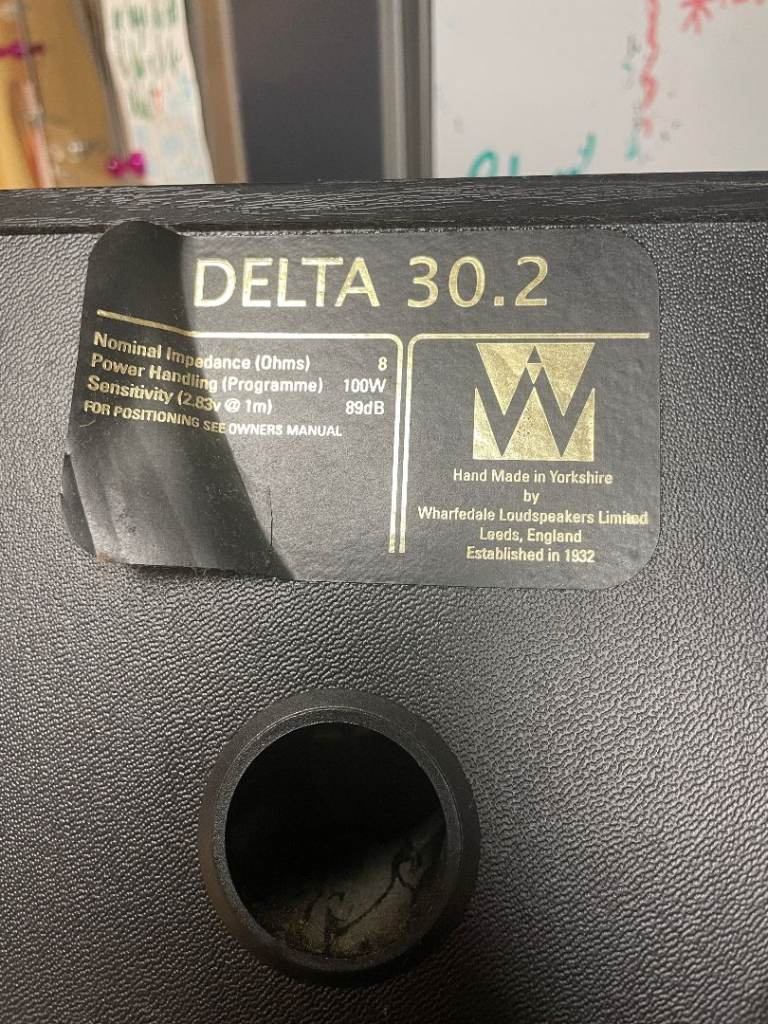 DELTA 30.2
Nominal Impedance (Ohms) 8
Power Handling (Programme) 100W
Sensitivity (2.83v @ 1m) 89dB
FOR POSITIONING SEE OWNERS MANUAL
W
Hand Made in Yorkshire
by
Wharfedale Loudspeakers Limited
Leeds, England
Established in 1932